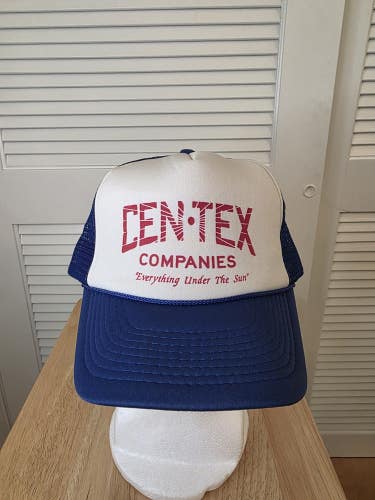 CEN•TEX
COMPANIES
"Everything Under The Sun"